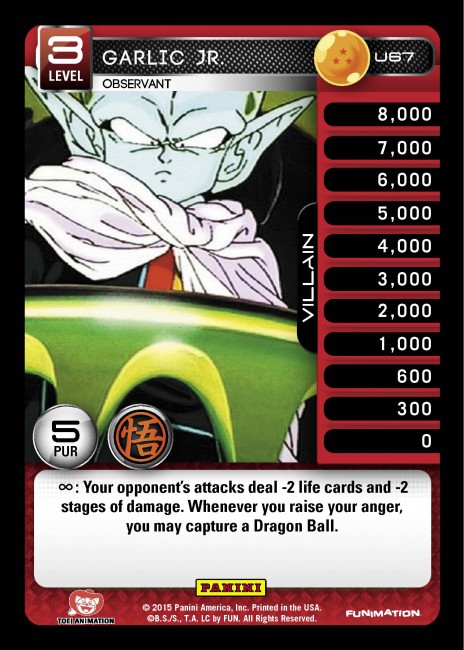 3
LEVEL
GARLIC JR.
U67
OBSERVANT
8,000
7,000
6,000
5,000
4,000
3,000
2,000
1,000
600
300
0
VILLAIN
5
PUR
悟
∞: Your opponent's attacks deal -2 life cards and -2
stages of damage. Whenever you raise your anger,
you may capture a Dragon Ball.
PANINI
TOEI ANIMATION
© 2015 Panini America, Inc. Printed in the USA.
©B.S./S., T.A. LC by FUN. All Rights Reserved.
FUNIMATION